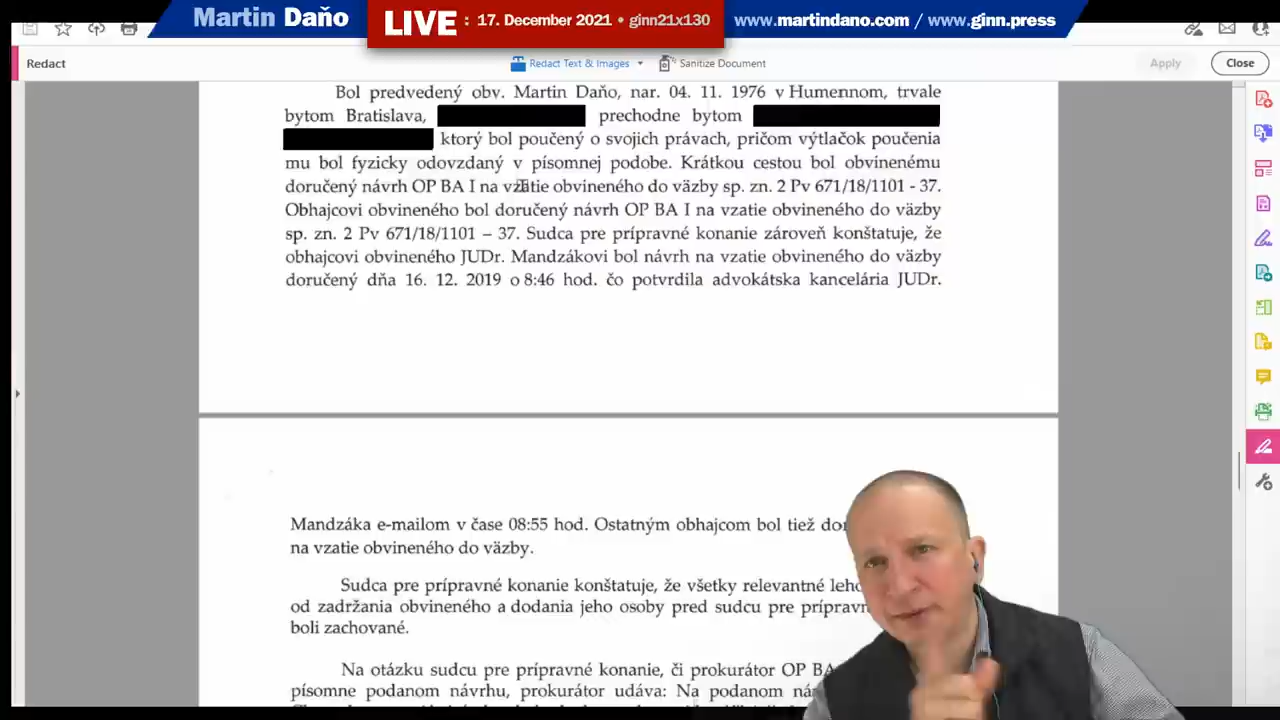 Martin Daňo
LIVE : 17. December 2021 • ginn21x130
www.martindano.com / www.ginn.press
Redact
Redact Text & Images
Sanitize Document
Apply
Close
Bol predvedený obv. Martin Daňo, nar. 04. 11. 1976 v Humennom, trvale
bytom Bratislava, prechodne bytom
ktorý bol poučený o svojich právach, pričom výtlačok poučenia
mu bol fyzicky odovzdaný v písomnej podobe. Krátkou cestou bol obvinenému
doručený návrh OP BA I na vzatie obvineného do väzby sp. zn. 2 Pv 671/18/1101 - 37.
Obhajcovi obvineného bol doručený návrh OP BA I na vzatie obvineného do väzby
sp. zn. 2 Pv 671/18/1101 – 37. Sudca pre prípravné konanie zároveň konštatuje, že
obhajcovi obvineného JUDr. Mandzákovi bol návrh na vzatie obvineného do väzby
doručený dňa 16. 12. 2019 o 8:46 hod. čo potvrdila advokátska kancelária JUDr.
Mandzáka e-mailom v čase 08:55 hod. Ostatným obhajcom bol tiež
na vzatie obvineného do väzby.
Sudca pre prípravné konanie konštatuje, že všetky relevantné
od zadržania obvineného a dodania jeho osoby pred sudcu pre
boli zachované.
Na otázku sudcu pre prípravné konanie, či prokurátor OP
písomne podanom návrhu, prokurátor udáva: Na podanom